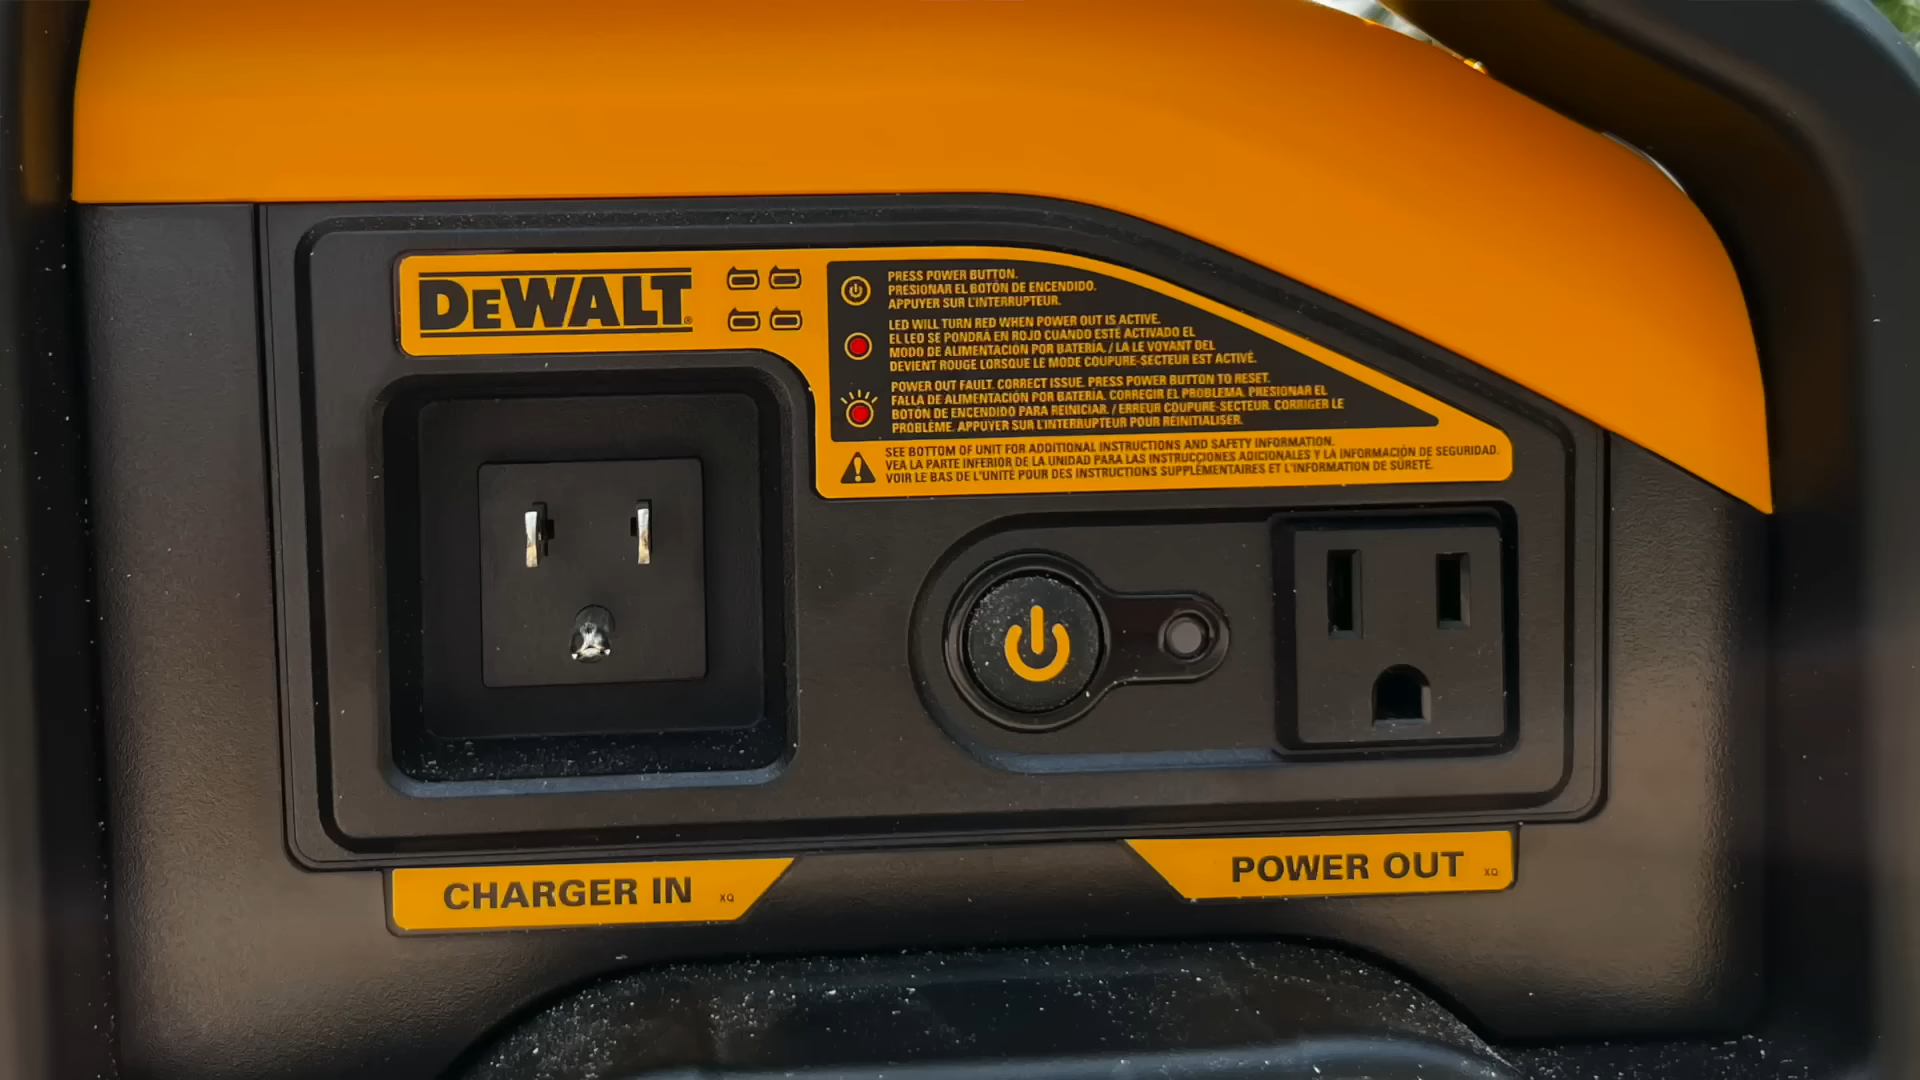 DEWALT®
PRESS POWER BUTTON.
PRESIONAR EL BOTÓN DE ENCENDIDO.
APPUYER SUR L'INTERRUPTEUR.
LED WILL TURN RED WHEN POWER OUT IS ACTIVE.
EL LED SE PONDRÁ EN ROJO CUANDO ESTÉ ACTIVADO EL
MODO DE ALIMENTACIÓN POR BATERÍA. / LA LE VOYANT DEL
DEVIENT ROUGE LORSQUE LE MODE COUPURE-SECTEUR EST ACTIVÉ.
POWER OUT FAULT. CORRECT ISSUE. PRESS POWER BUTTON TO RESET.
FALLA DE ALIMENTACIÓN POR BATERÍA. CORREGIR EL PROBLEMA. PRESIONAR EL
BOTÓN DE ENCENDIDO PARA REINICIAR. / ERREUR COUPURE-SECTEUR. CORRIGER LE
PROBLÈME. APPUYER SUR L'INTERRUPTEUR POUR RÉINITIALISER.
SEE BOTTOM OF UNIT FOR ADDITIONAL INSTRUCTIONS AND SAFETY INFORMATION.
VEA LA PARTE INFERIOR DE LA UNIDAD PARA LAS INSTRUCCIONES ADICIONALES Y LA INFORMACIÓN DE SEGURIDAD.
VOIR LE BAS DE L'UNITÉ POUR DES INSTRUCTIONS SUPPLÉMENTAIRES ET L'INFORMATION DE SÛRETÉ.
CHARGER IN XQ
POWER OUT XQ